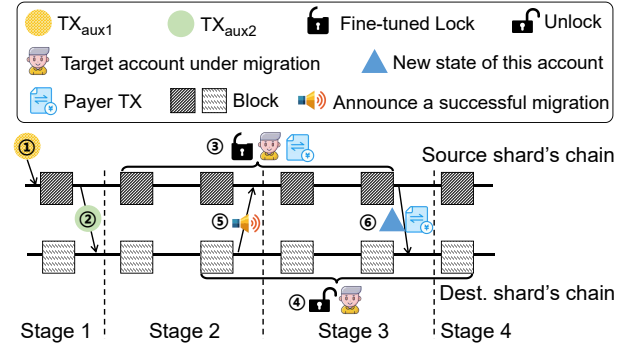 TXaux1 TXaux2 Fine-tuned Lock Unlock
Target account under migration New state of this account
Payer TX Block Announce a successful migration
① ③ Source shard's chain
② ⑤ ⑥
④ Dest. shard's chain
Stage 1 Stage 2 Stage 3 Stage 4